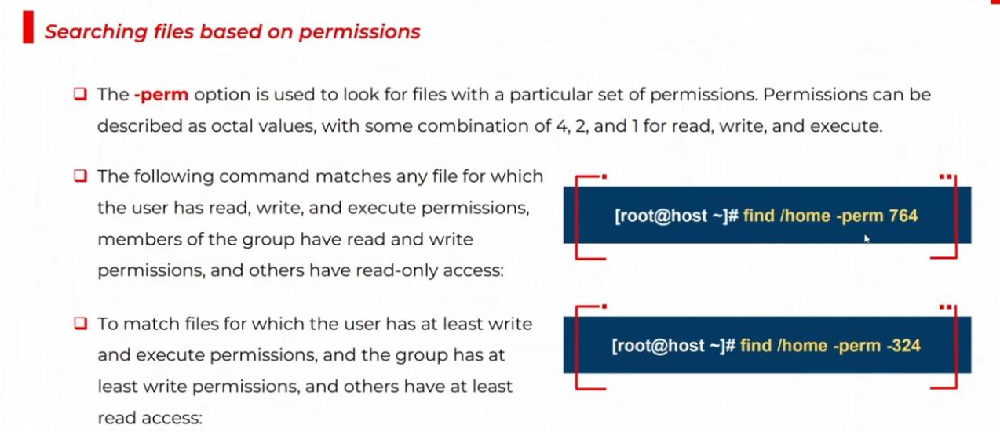 Searching files based on permissions
The -perm option is used to look for files with a particular set of permissions. Permissions can be
described as octal values, with some combination of 4, 2, and 1 for read, write, and execute.
The following command matches any file for which
the user has read, write, and execute permissions,
members of the group have read and write
permissions, and others have read-only access:
[root@host ~]# find /home -perm 764
To match files for which the user has at least write
and execute permissions, and the group has at
least write permissions, and others have at least
read access:
[root@host ~]# find /home -perm -324